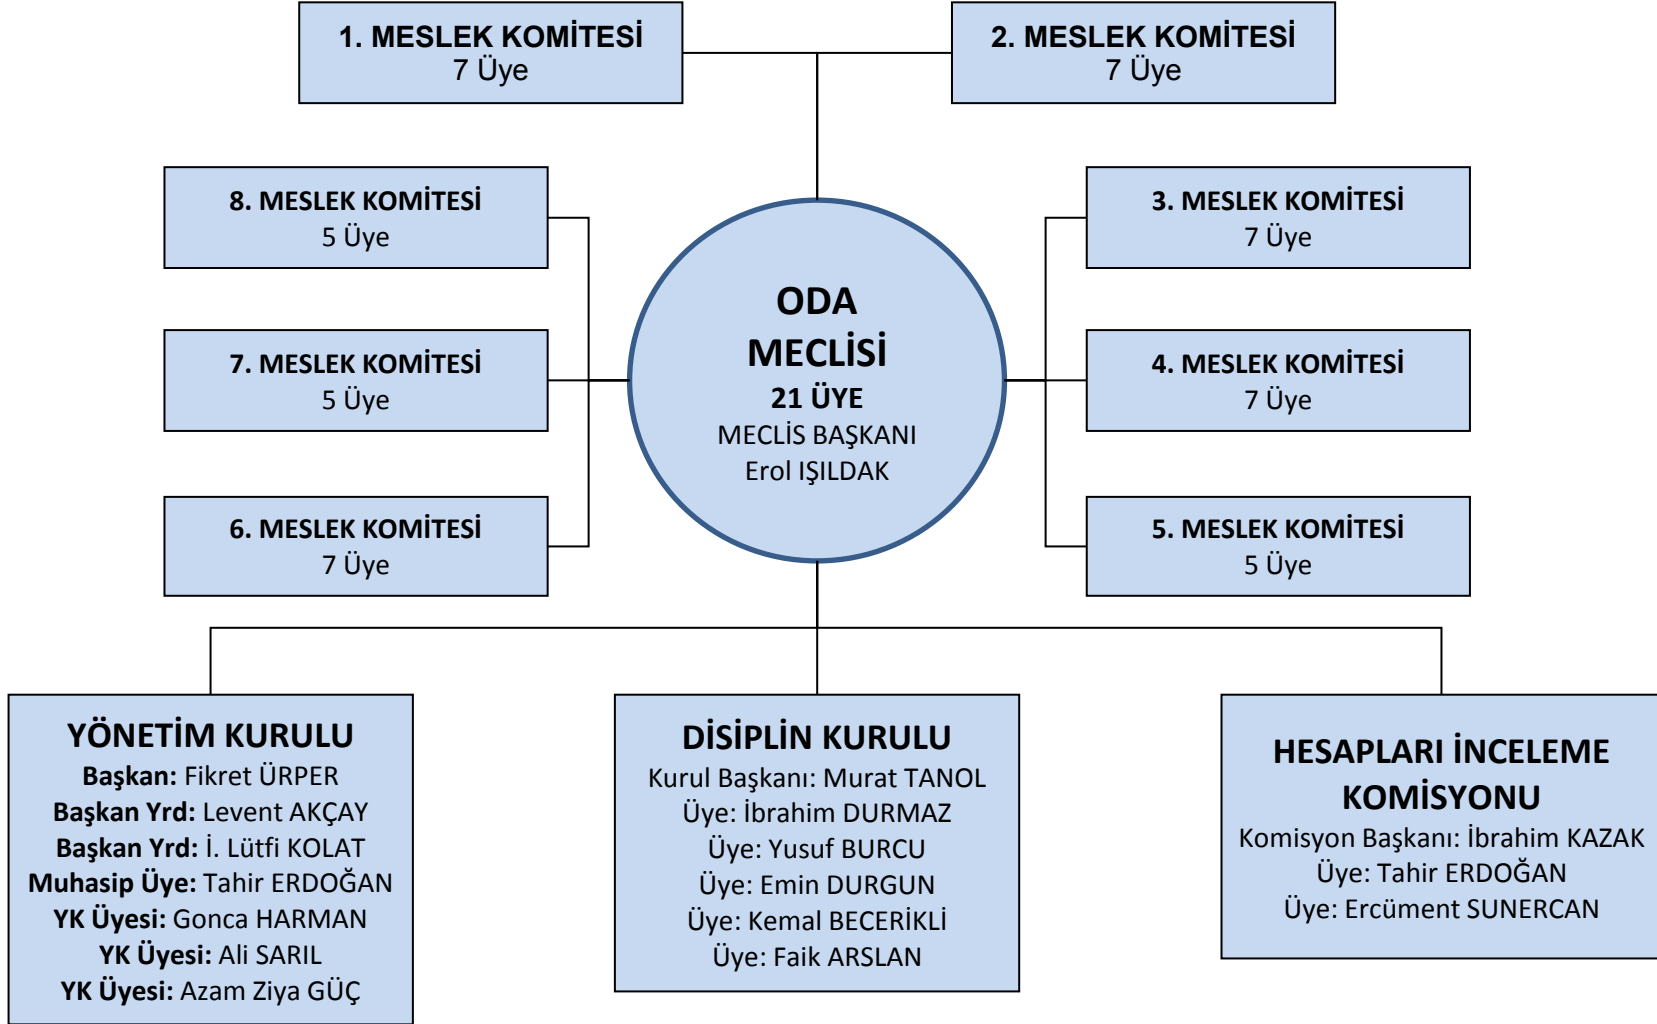 1. MESLEK KOMİTESİ
7 Üye
2. MESLEK KOMİTESİ
7 Üye
8. MESLEK KOMİTESİ
5 Üye
3. MESLEK KOMİTESİ
7 Üye
7. MESLEK KOMİTESİ
5 Üye
4. MESLEK KOMİTESİ
7 Üye
6. MESLEK KOMİTESİ
7 Üye
5. MESLEK KOMİTESİ
5 Üye
ODA
MECLİSİ
21 ÜYE
MECLİS BAŞKANI
Erol IŞILDAK
YÖNETİM KURULU
Başkan: Fikret ÜRPER
Başkan Yrd: Levent AKÇAY
Başkan Yrd: İ. Lütfi KOLAT
Muhasip Üye: Tahir ERDOĞAN
YK Üyesi: Gonca HARMAN
YK Üyesi: Ali SARIL
YK Üyesi: Azam Ziya GÜÇ
DİSİPLİN KURULU
Kurul Başkanı: Murat TANOL
Üye: İbrahim DURMAZ
Üye: Yusuf BURCU
Üye: Emin DURGUN
Üye: Kemal BECERİKLİ
Üye: Faik ARSLAN
HESAPLARI İNCELEME
KOMİSYONU
Komisyon Başkanı: İbrahim KAZAK
Üye: Tahir ERDOĞAN
Üye: Ercüment SUNERCAN